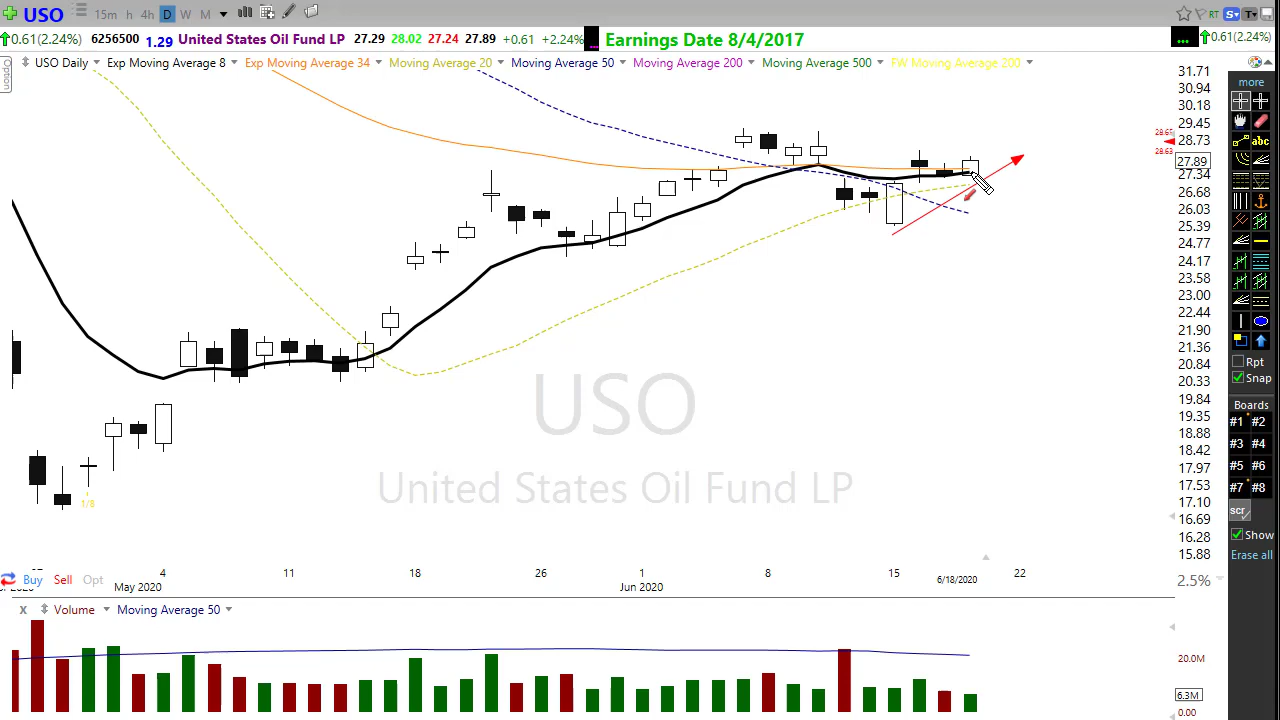 USO 15m h 4h D W M RT S T
0.61(2.24%) 6256500 1.29 United States Oil Fund LP 27.29 28.02 27.24 27.89 +0.61 +2.24% ... Earnings Date 8/4/2017 ... 0.61(2.24%)
Option
USO Daily Exp Moving Average 8 Exp Moving Average 34 Moving Average 20 Moving Average 50 Moving Average 200 Moving Average 500 FW Moving Average 200
31.71
30.94
30.18
29.45
28.73
27.89
27.34
26.68
26.03
25.39
24.77
24.17
23.58
23.00
22.44
21.90
21.36
20.84
20.33
19.84
19.35
18.88
18.42
17.97
17.53
17.10
16.69
16.28
15.88
28.63
USO
United States Oil Fund LP
1/8
4 11 18 26 1 8 15 22
May 2020 Jun 2020 6/18/2020
Buy Sell Opt
2.5%
X Volume Moving Average 50
20.0M
6.3M
0.00
more
abc
Rpt
Snap
Boards
#1 #2
#3 #4
#5 #6
#7 #8
scr
Show
Erase all